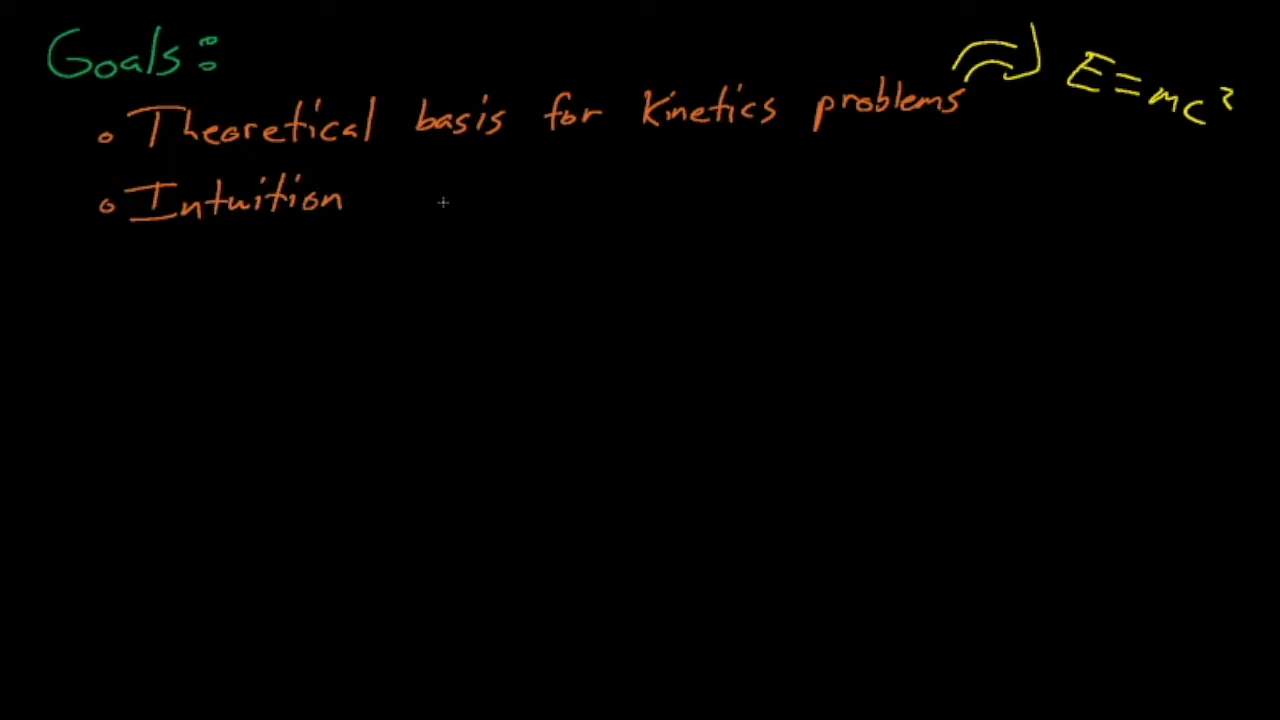 Goals:
• Theoretical basis for Kinetics problems
E=mc²
• Intuition